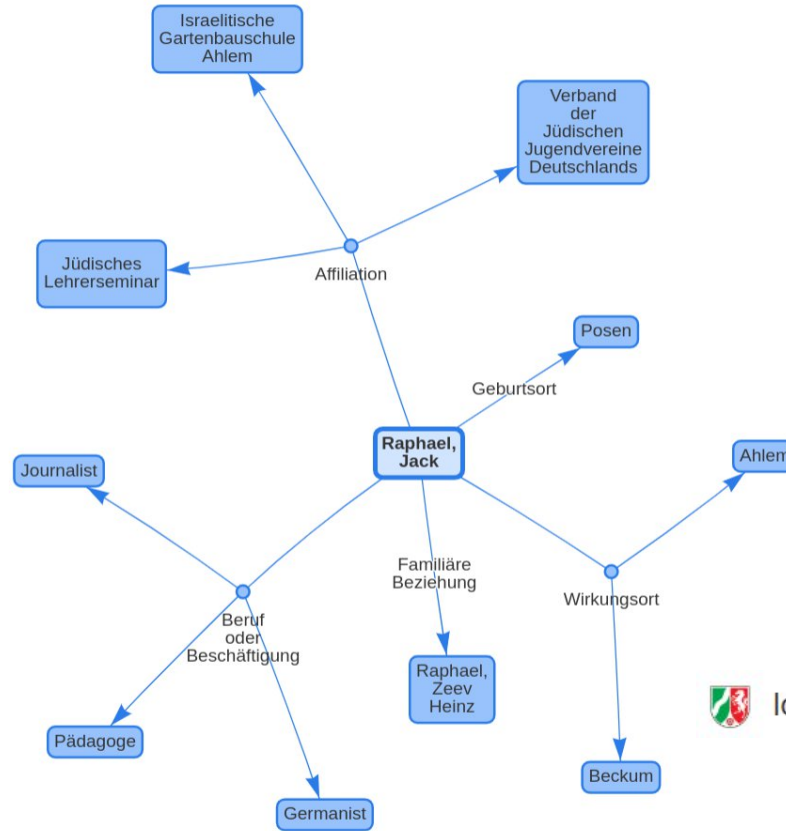 Israelitische
Gartenbauschule
Ahlem
Verband
der
Jüdischen
Jugendvereine
Deutschlands
Jüdisches
Lehrerseminar
Affiliation
Posen
Geburtsort
Raphael,
Jack
Journalist
Ahlem
Familiäre
Beziehung
Wirkungsort
Beruf
oder
Beschäftigung
Raphael,
Zeev
Heinz
Pädagoge
Beckum
Germanist